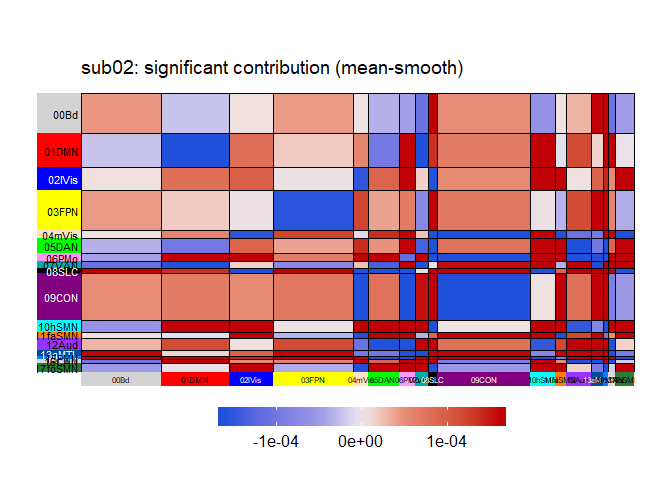 sub02: significant contribution (mean-smooth)
00Bd
01DMN
02lVis
03FPN
04mVis
05DAN
06PMo
08SLC
09CON
10hSMN
12Aud
00Bd
01DMN
02lVis
03FPN
08SLC
09CON
-1e-04 0e+00 1e-04